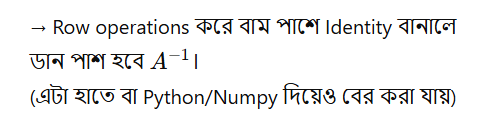 → Row operations করে বাম পাশে Identity বানালে
ডান পাশ হবে A⁻¹।
(এটা হাতে বা Python/Numpy দিয়েও বের করা যায়)